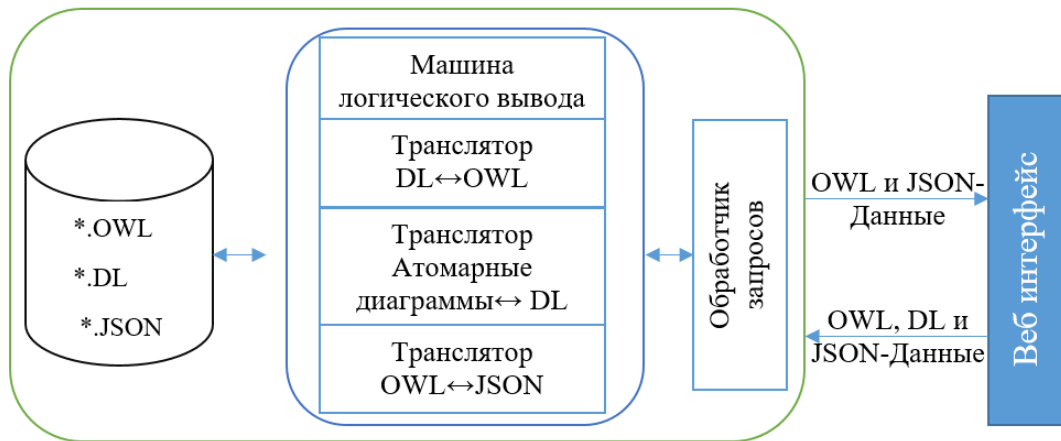 *.OWL
*.DL
*.JSON
Машина
логического вывода
Транслятор
DL↔OWL
Транслятор
Атомарные
диаграммы↔ DL
Транслятор
OWL↔JSON
Обработчик
запросов
OWL и JSON-
Данные
OWL, DL и
JSON-Данные
Веб интерфейс